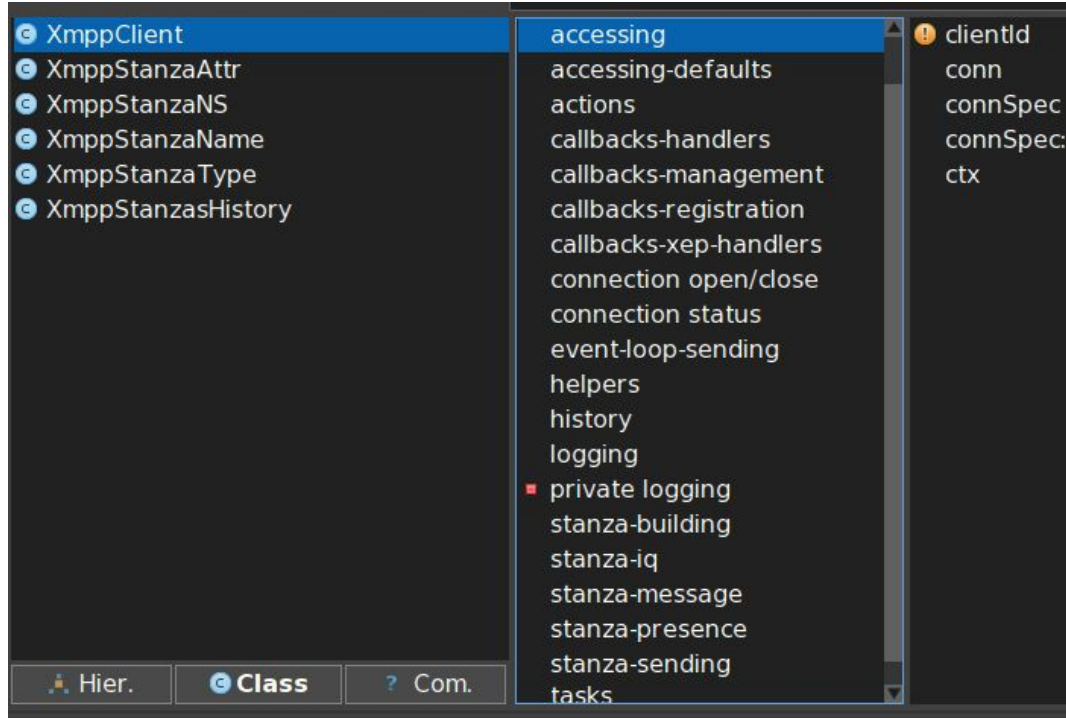 XmppClient
XmppStanzaAttr
XmppStanzaNS
XmppStanzaName
XmppStanzaType
XmppStanzasHistory
Hier.
Class
? Com.
accessing
accessing-defaults
actions
callbacks-handlers
callbacks-management
callbacks-registration
callbacks-xep-handlers
connection open/close
connection status
event-loop-sending
helpers
history
logging
private logging
stanza-building
stanza-iq
stanza-message
stanza-presence
stanza-sending
tasks
clientId
conn
connSpec
connSpec:
ctx